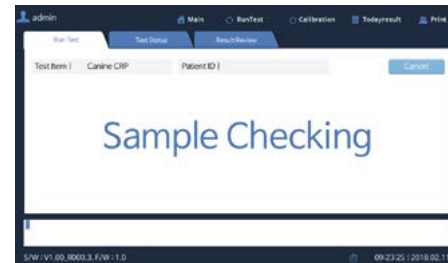 admin Main RunTest Calibration Todayresult Print
Run Test Test Status Result Review
Test Item | Canine CRP Patient ID | Cancel
Sample Checking
S/W : V1.00_R000.3, F/W : 1.0 09:23:25 | 2018.02.1